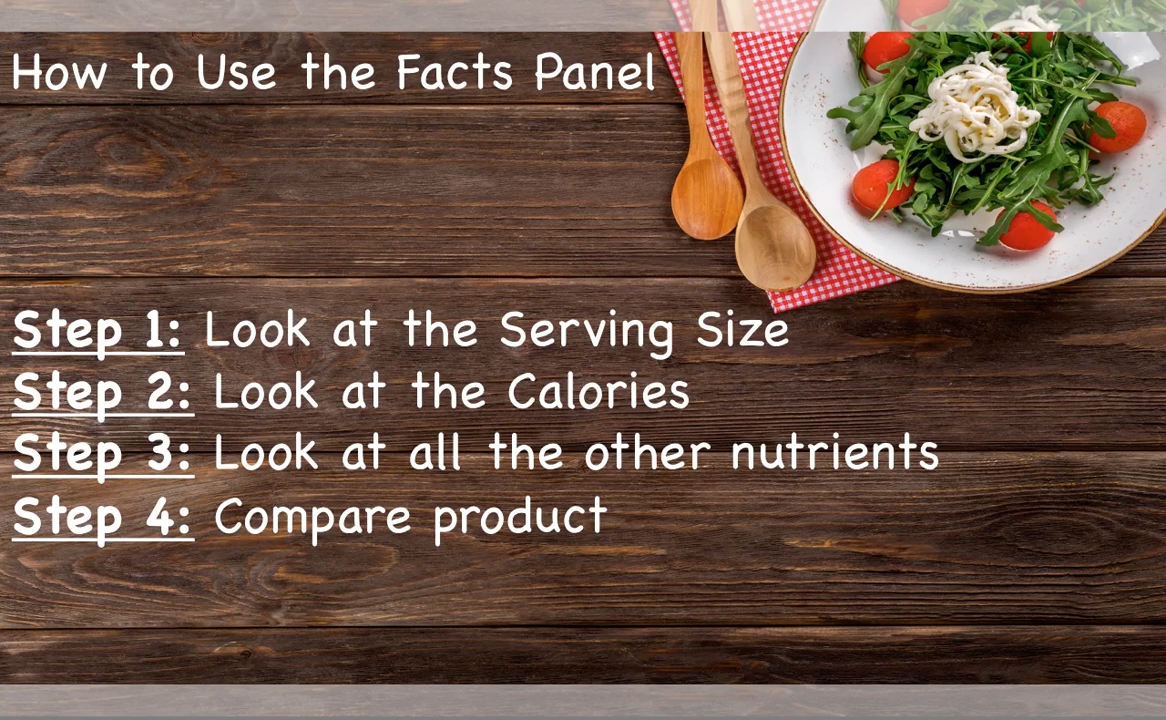 How to Use the Facts Panel
Step 1: Look at the Serving Size
Step 2: Look at the Calories
Step 3: Look at all the other nutrients
Step 4: Compare product